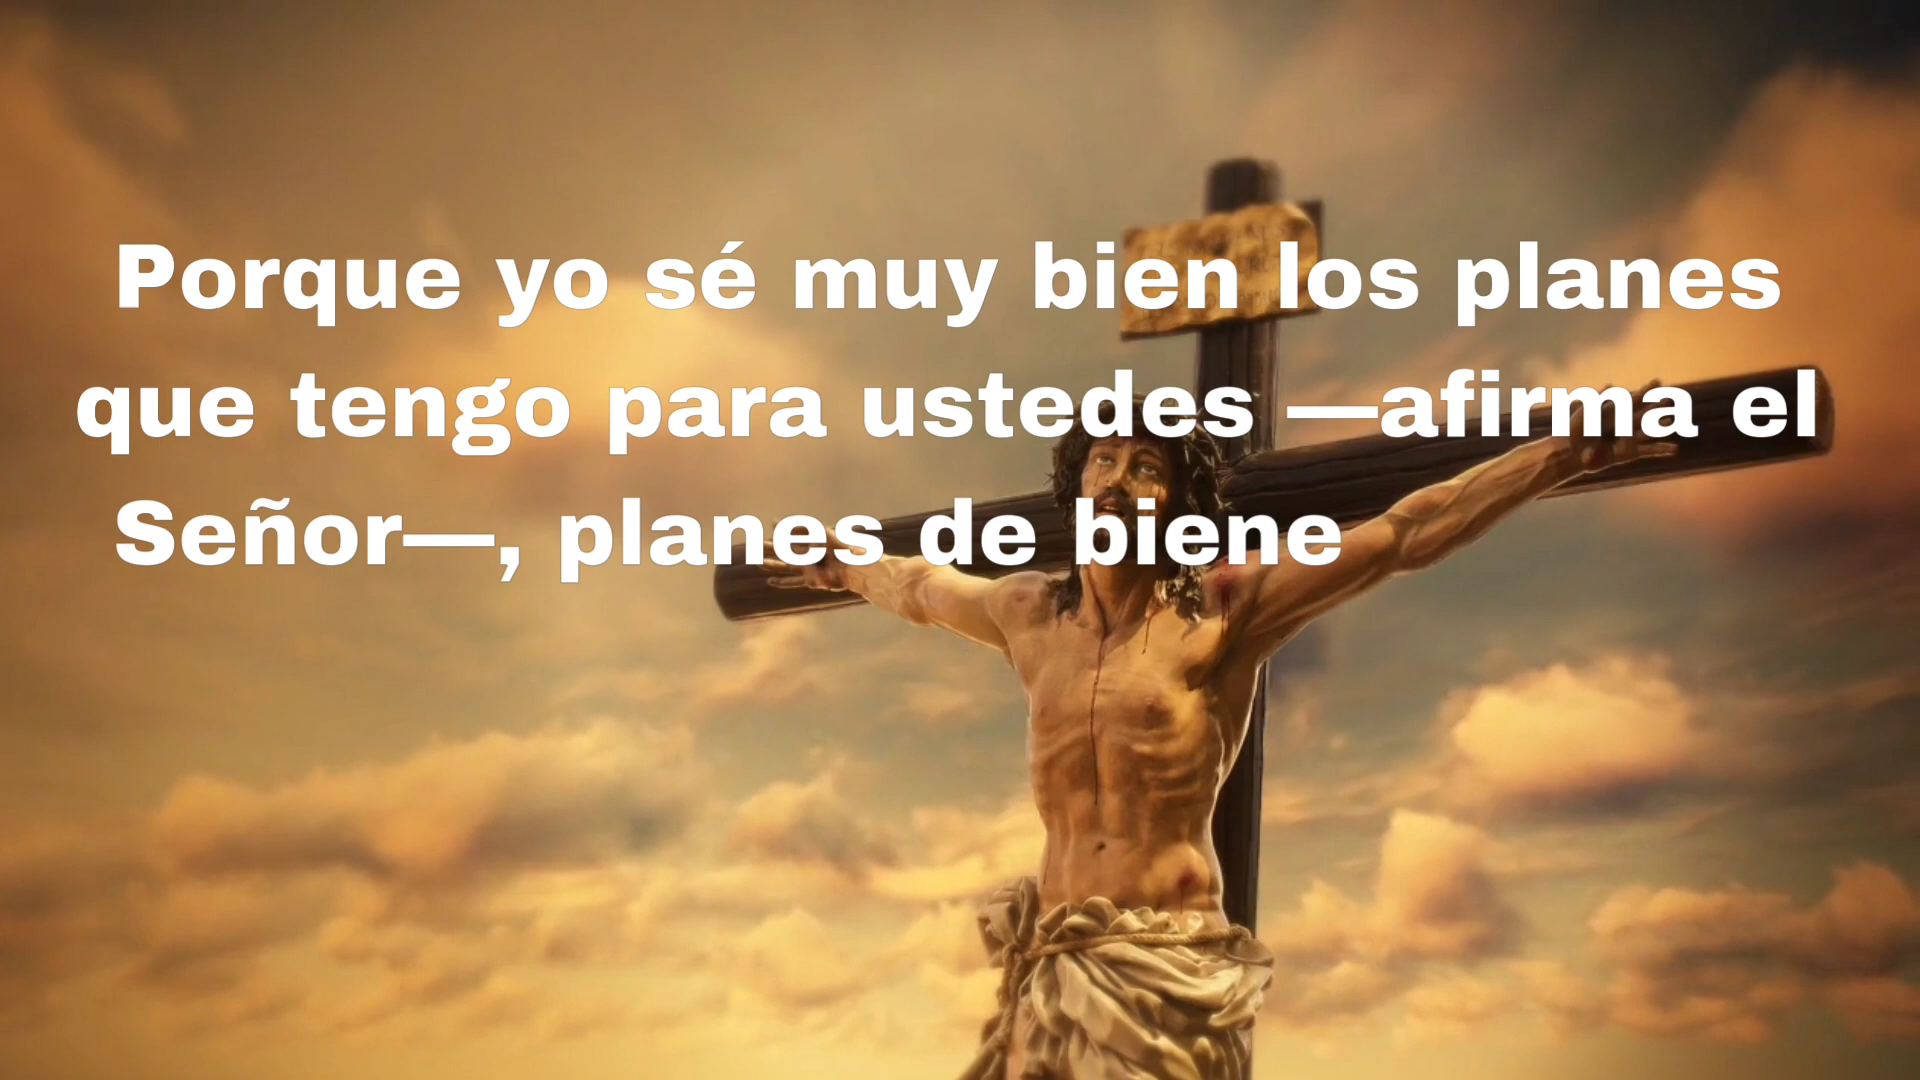 Porque yo sé muy bien los planes
que tengo para ustedes —afirma el
Señor—, planes de biene